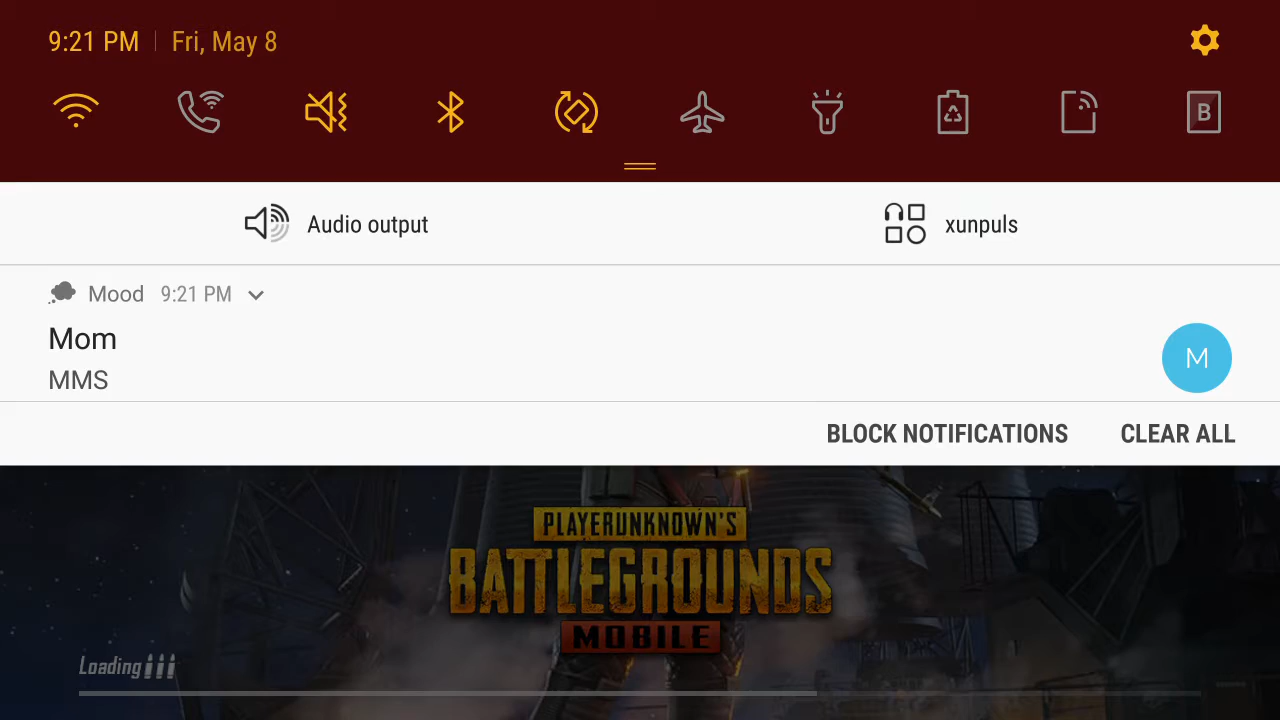 9:21 PM | Fri, May 8
B
Audio output
xunpuls
Mood 9:21 PM
Mom
M
MMS
BLOCK NOTIFICATIONS
CLEAR ALL
PLAYERUNKNOWN'S
BATTLEGROUNDS
MOBILE
Loading